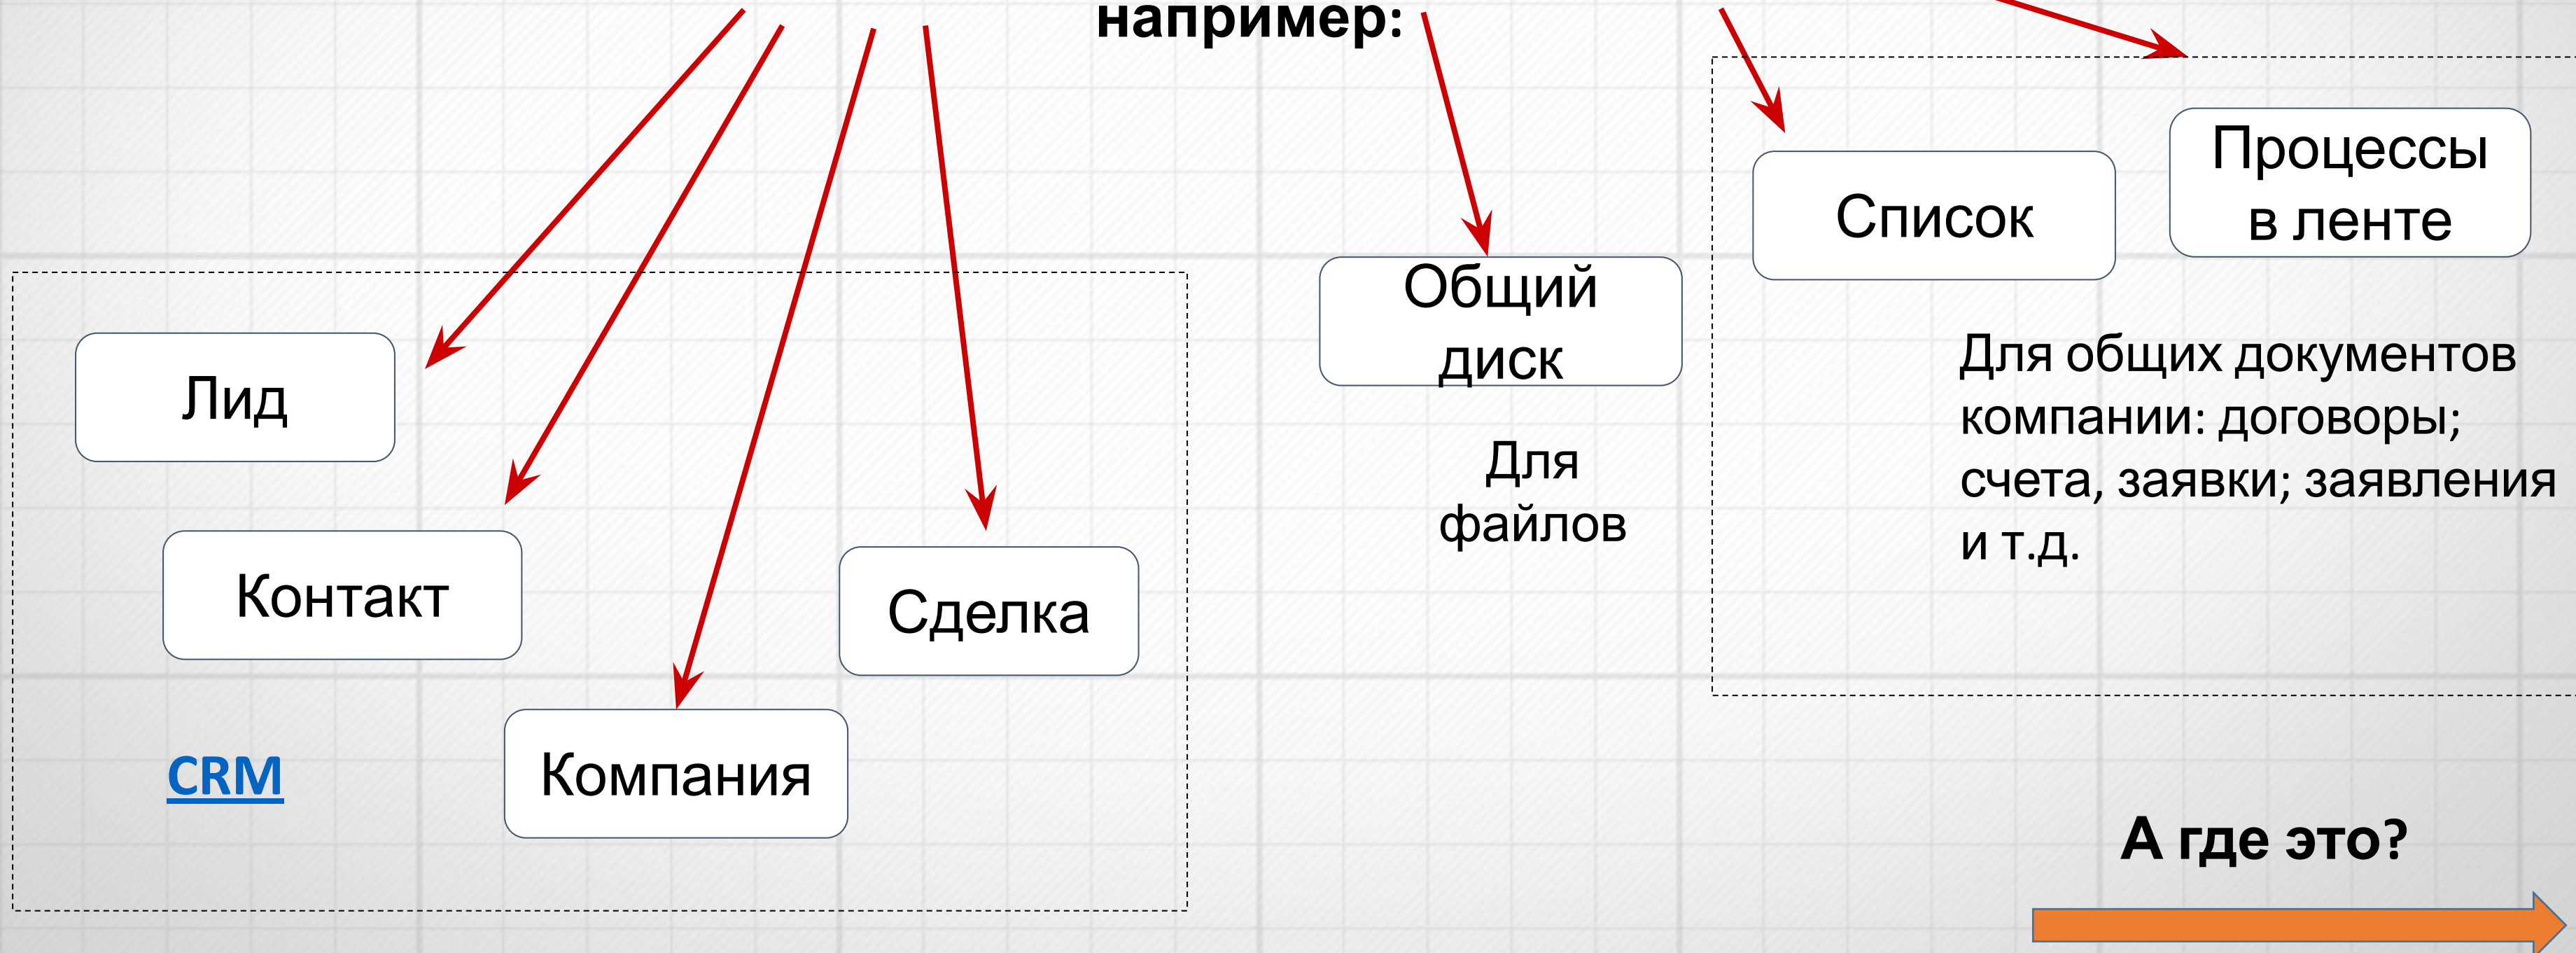 например:
Лид
Контакт
Компания
Сделка
CRM
Общий
диск
Для
файлов
Список
Процессы
в ленте
Для общих документов
компании: договоры;
счета, заявки; заявления
и т.д.
А где это?